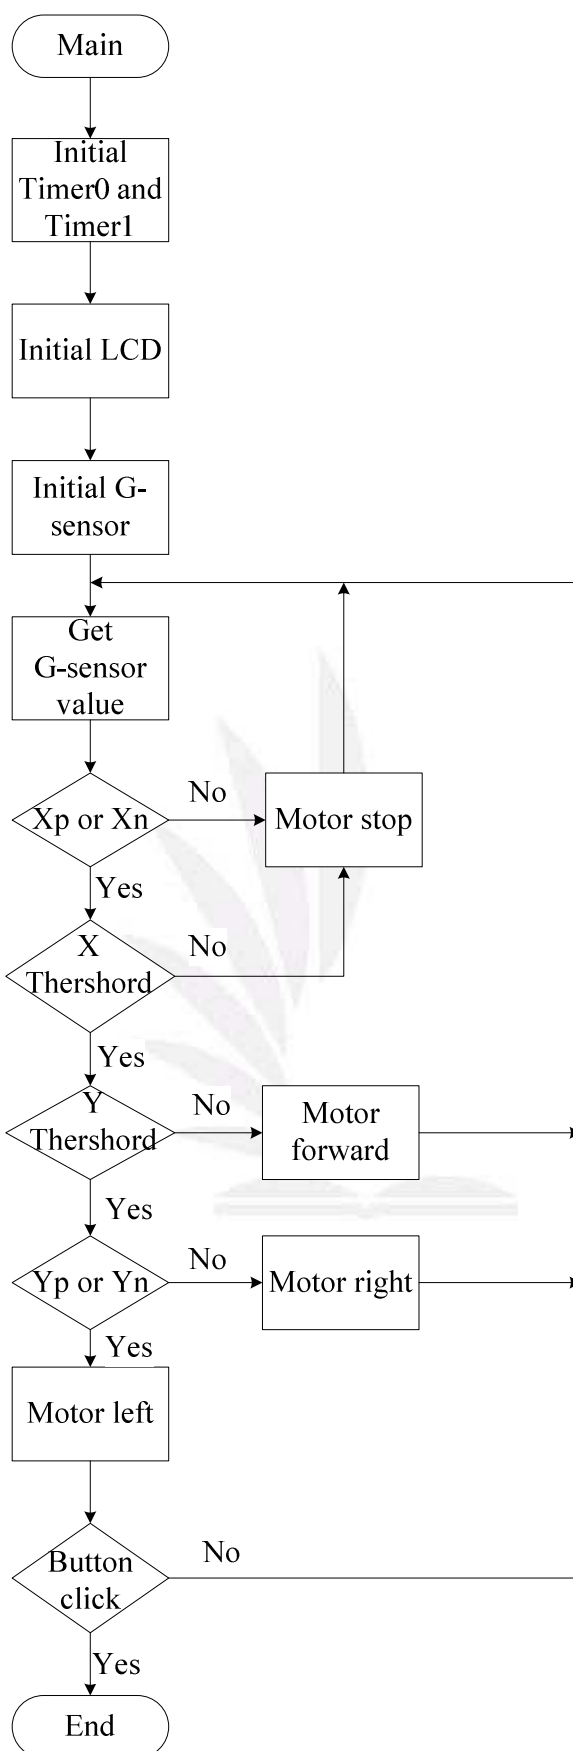 Main
Initial
Timer0 and
Timer1
Initial LCD
Initial G-
sensor
Get
G-sensor
value
Xp or Xn
No
Motor stop
Yes
X
Thershord
No
Yes
Y
Thershord
No
Motor
forward
Yes
Yp or Yn
No
Motor right
Yes
Motor left
Button
click
No
Yes
End